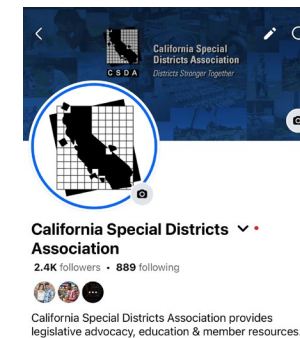 California Special
Districts Association
CSDA
Districts Stronger Together
California Special Districts
Association
2.4K followers • 889 following
California Special Districts Association provides
legislative advocacy, education & member resources.